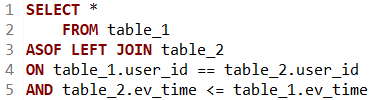 1 SELECT *
2     FROM table_1
3 ASOF LEFT JOIN table_2
4 ON table_1.user_id == table_2.user_id
5 AND table_2.ev_time <= table_1.ev_time